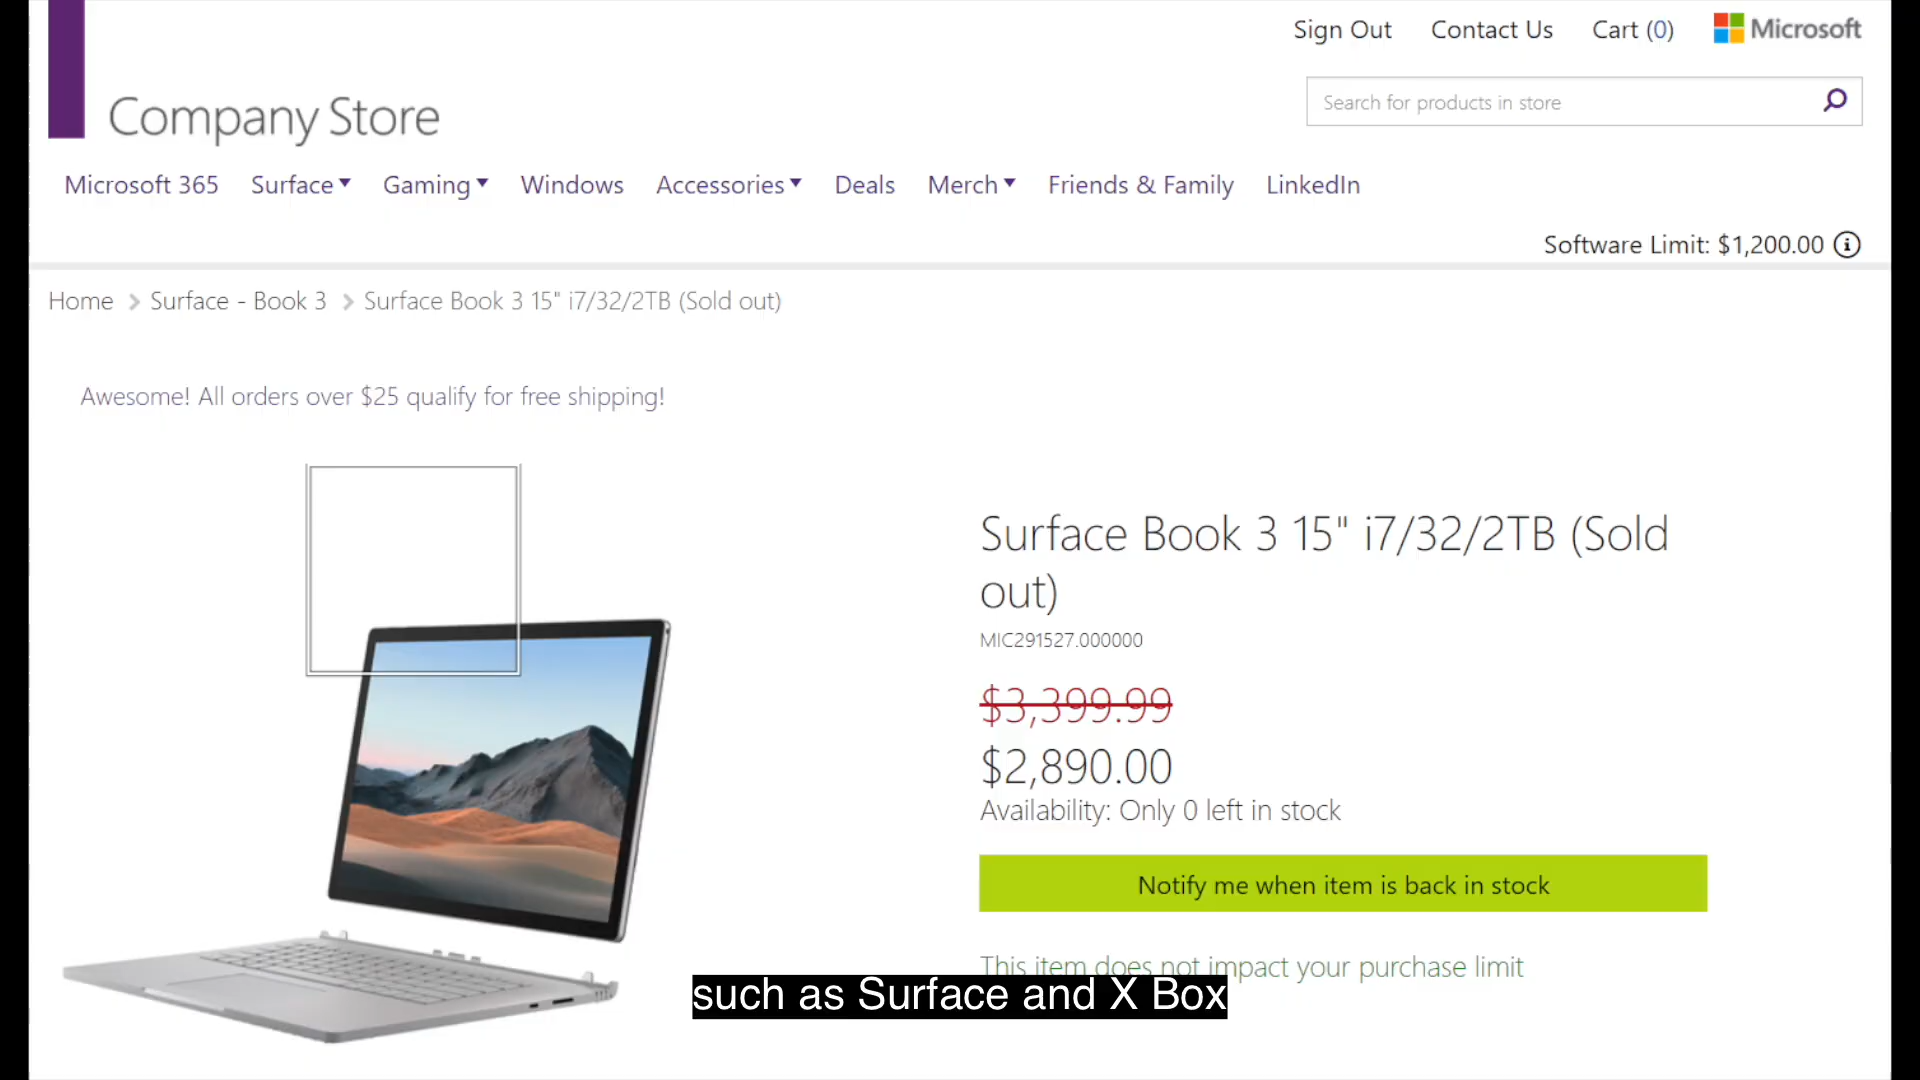 Sign Out Contact Us Cart (0) Microsoft
Company Store
Search for products in store
Microsoft 365 Surface Gaming Windows Accessories Deals Merch Friends & Family LinkedIn
Software Limit: $1,200.00
Home > Surface - Book 3 > Surface Book 3 15" i7/32/2TB (Sold out)
Awesome! All orders over $25 qualify for free shipping!
Surface Book 3 15" i7/32/2TB (Sold
out)
MIC291527.000000
$3,399.99
$2,890.00
Availability: Only 0 left in stock
Notify me when item is back in stock
This item does not impact your purchase limit
such as Surface and X Box